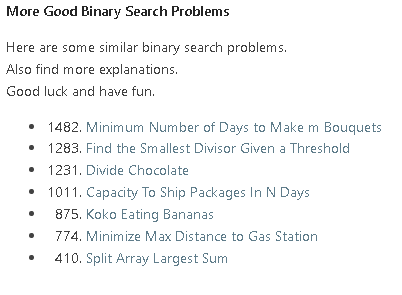 More Good Binary Search Problems
Here are some similar binary search problems.
Also find more explanations.
Good luck and have fun.
• 1482. Minimum Number of Days to Make m Bouquets
• 1283. Find the Smallest Divisor Given a Threshold
• 1231. Divide Chocolate
• 1011. Capacity To Ship Packages In N Days
• 875. Koko Eating Bananas
• 774. Minimize Max Distance to Gas Station
• 410. Split Array Largest Sum